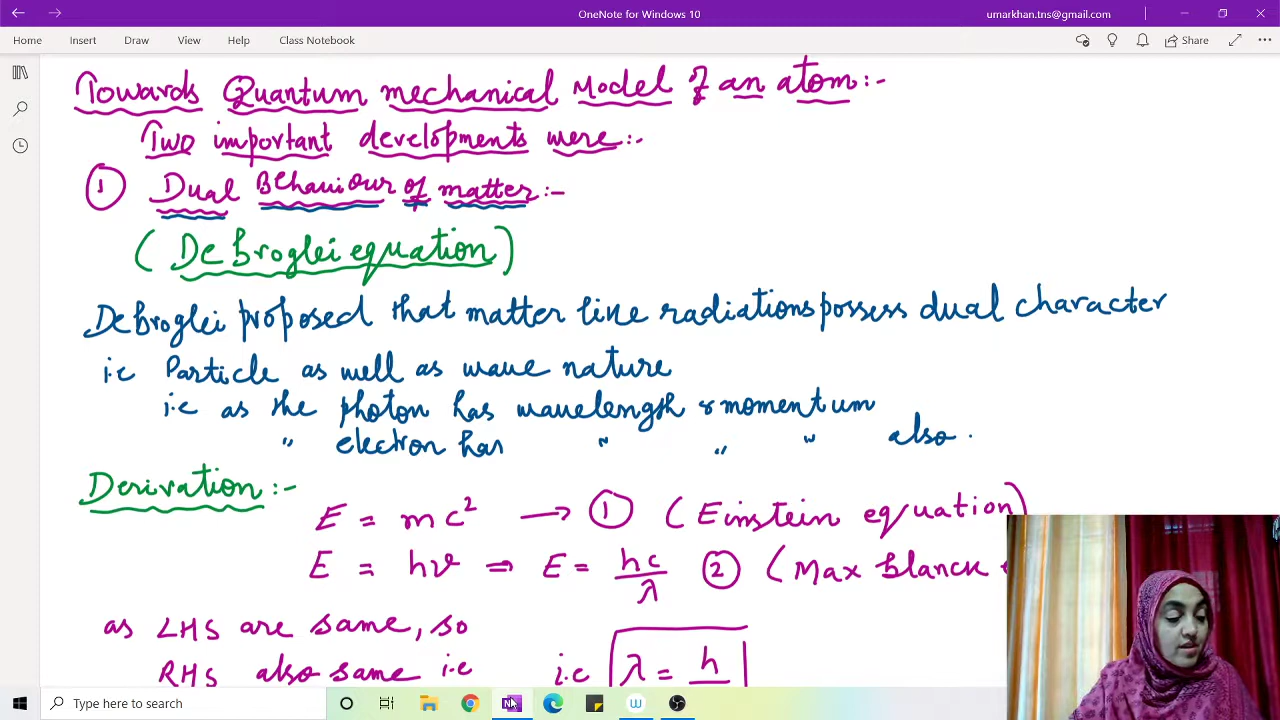 OneNote for Windows 10
umarkhan.tns@gmail.com
Home Insert Draw View Help Class Notebook
Share
Towards Quantum mechanical Model of an atom:-
Two important developments were:-
① Dual Behaviour of matter:-
(De Broglei equation)
De Broglei proposed that matter like radiations possess dual character
i.e Particle as well as wave nature
i.e as the photon has wavelength & momentum
" electron has " " " also.
Derivation:-
E = mc² → ① (Einstein equation)
E = hν ⇒ E = hc/λ ② (Max Blanck
as LHS are same, so
RHS also same i.e i.e λ = h
Type here to search